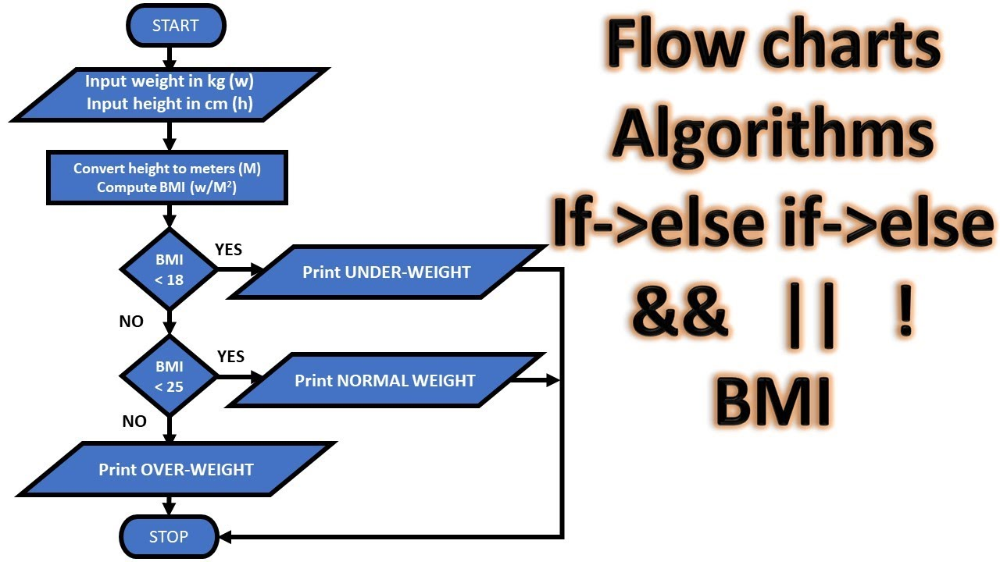 START
Input weight in kg (w)
Input height in cm (h)
Convert height to meters (M)
Compute BMI (w/M²)
BMI
< 18
YES
Print UNDER-WEIGHT
NO
BMI
< 25
YES
Print NORMAL WEIGHT
NO
Print OVER-WEIGHT
STOP
Flow charts
Algorithms
If->else if->else
&& || !
BMI